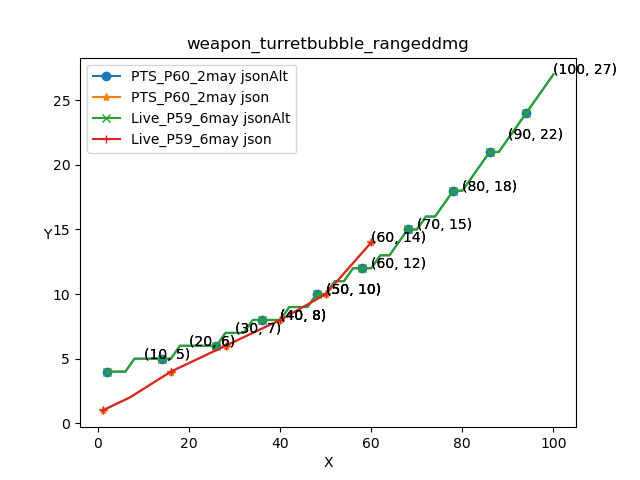 weapon_turretbubble_rangeddmg
PTS_P60_2may jsonAlt
PTS_P60_2may json
Live_P59_6may jsonAlt
Live_P59_6may json
(100, 27)
(90, 22)
(80, 18)
(70, 15)
(60, 14)
(60, 12)
(50, 10)
(40, 8)
(30, 7)
(20, 6)
(10, 5)
Y
25
20
15
10
5
0
0 20 40 60 80 100
X